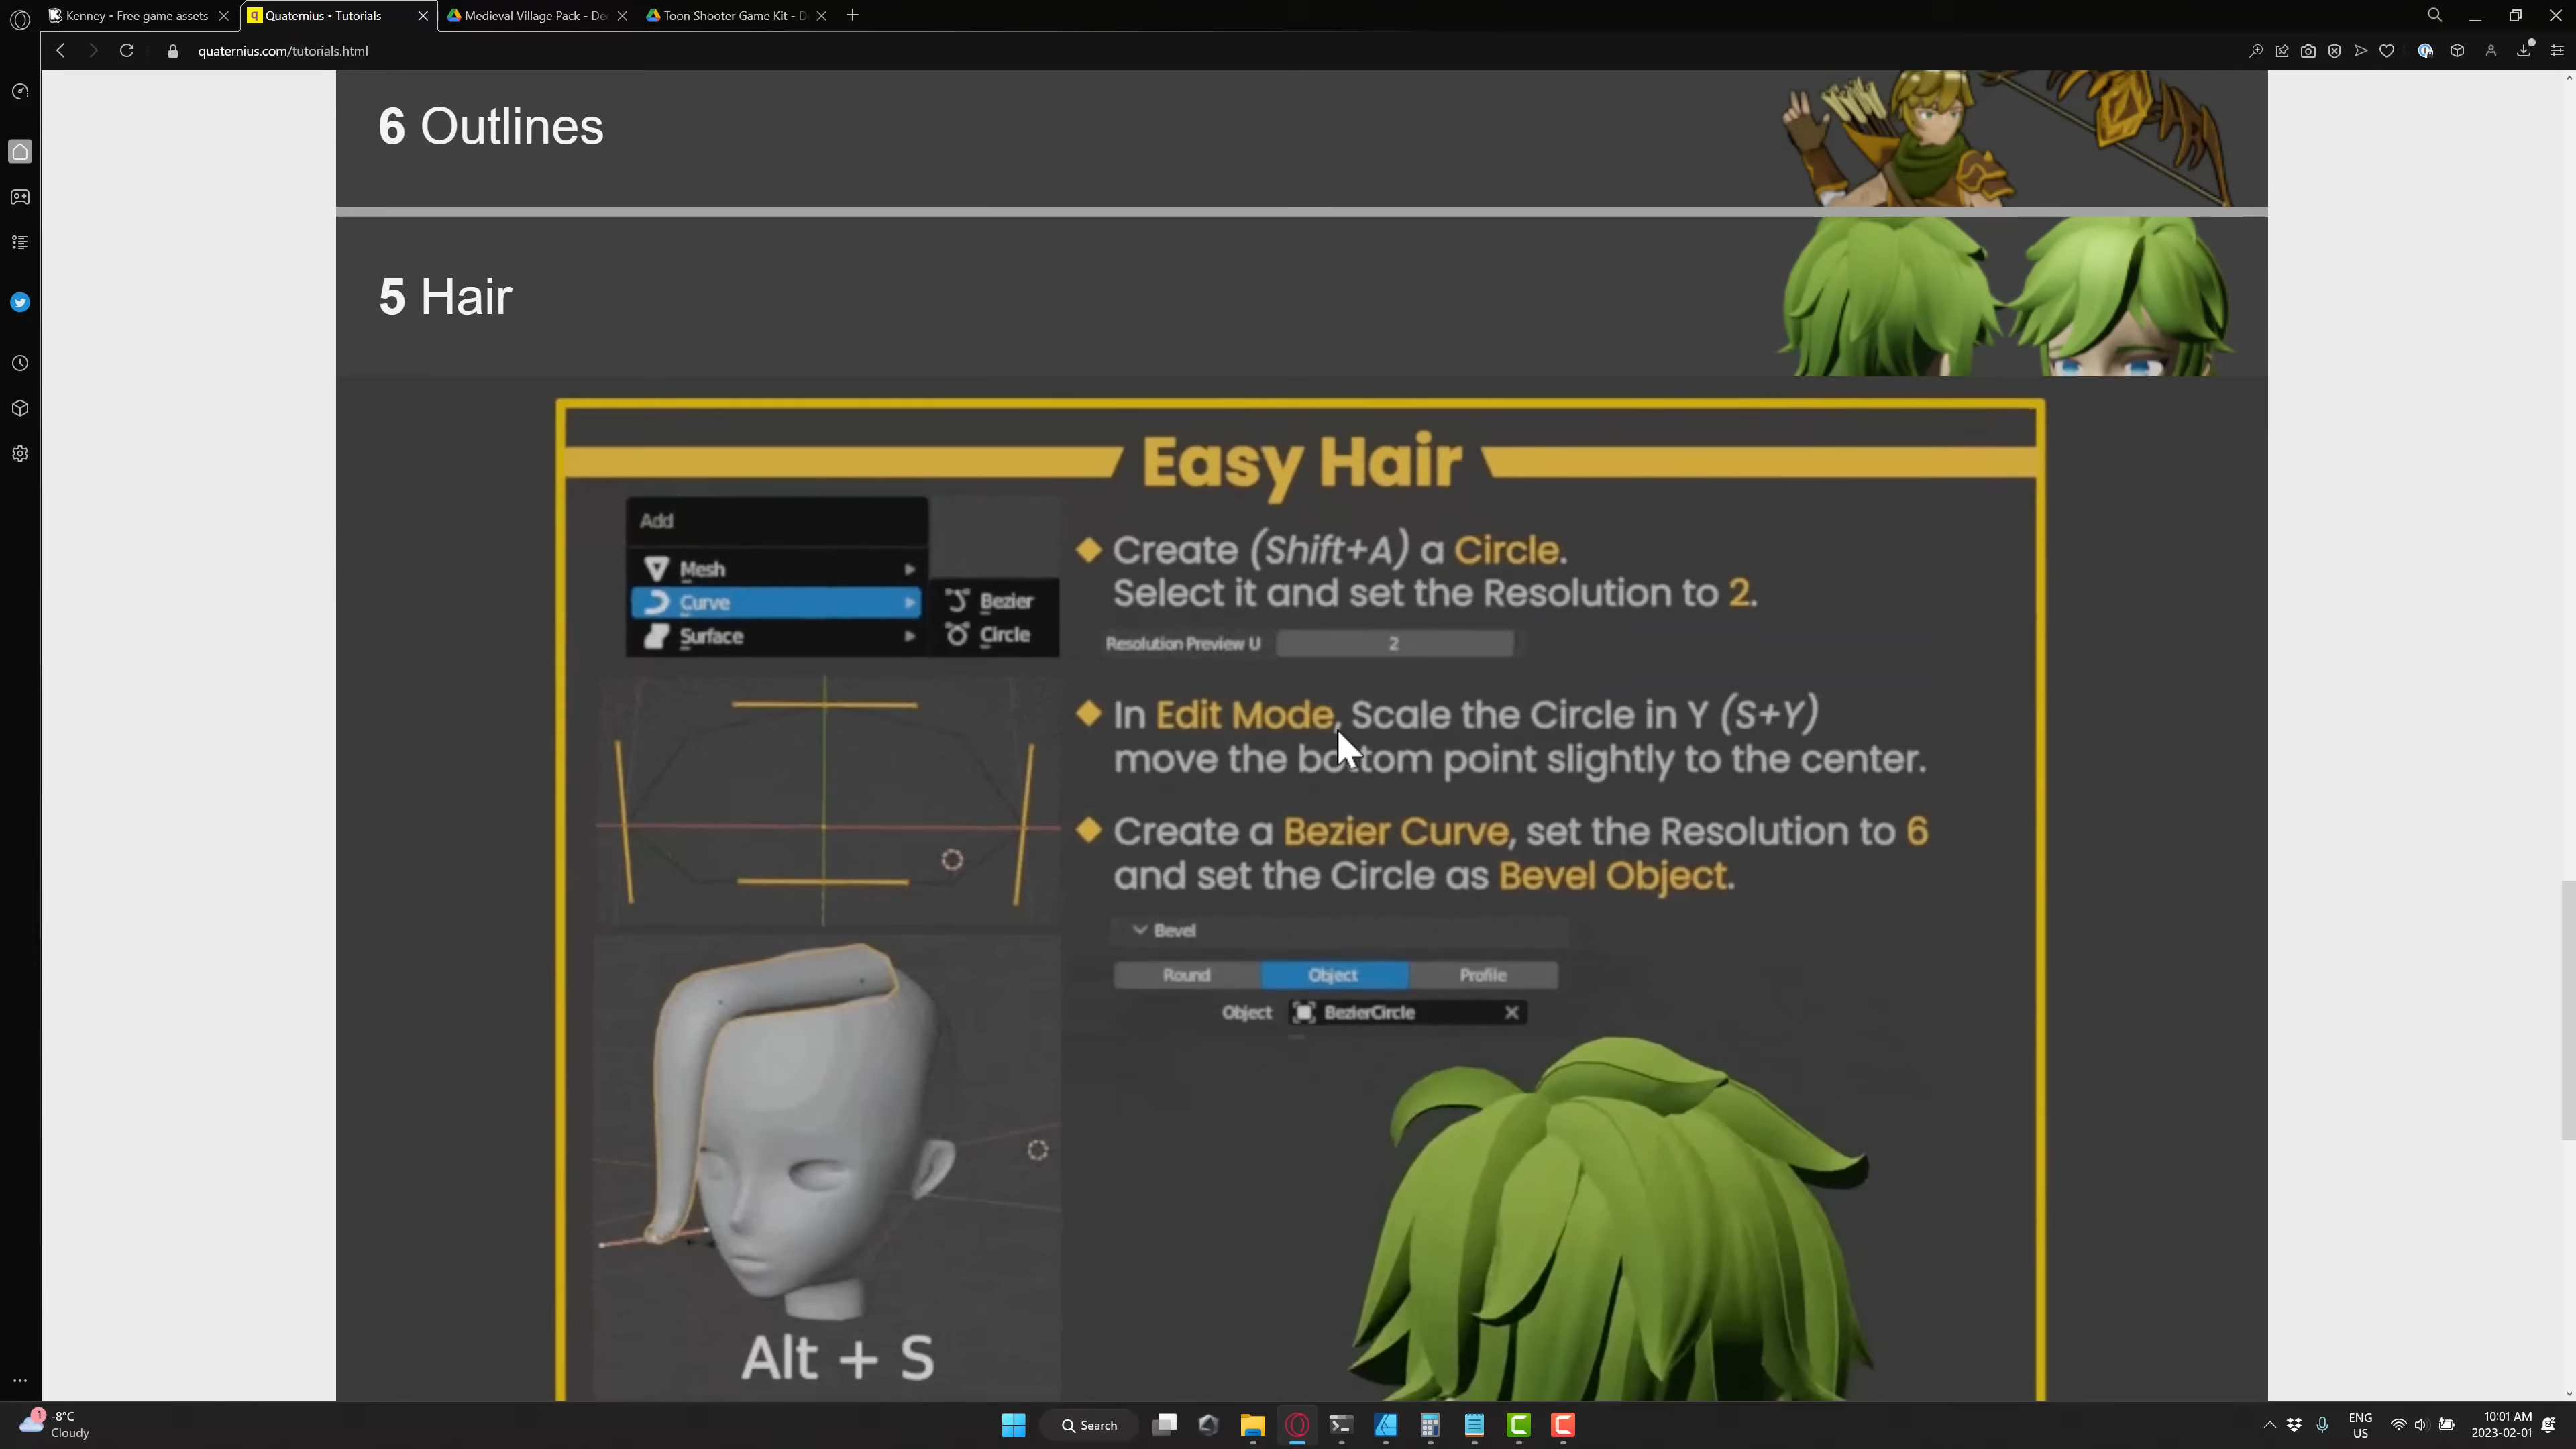 Kenney • Free game assets
Quaternius • Tutorials
Medieval Village Pack - De
Toon Shooter Game Kit - D
quaternius.com/tutorials.html
6 Outlines
5 Hair
Easy Hair
Add
Mesh
Curve
Surface
Bezier
Circle
Create (Shift+A) a Circle.
Select it and set the Resolution to 2.
Resolution Preview U 2
In Edit Mode, Scale the Circle in Y (S+Y)
move the bottom point slightly to the center.
Create a Bezier Curve, set the Resolution to 6
and set the Circle as Bevel Object.
Bevel
Round Object Profile
Object BezierCircle
Alt + S
1
-8°C
Cloudy
Search
ENG
US
10:01 AM
2023-02-01